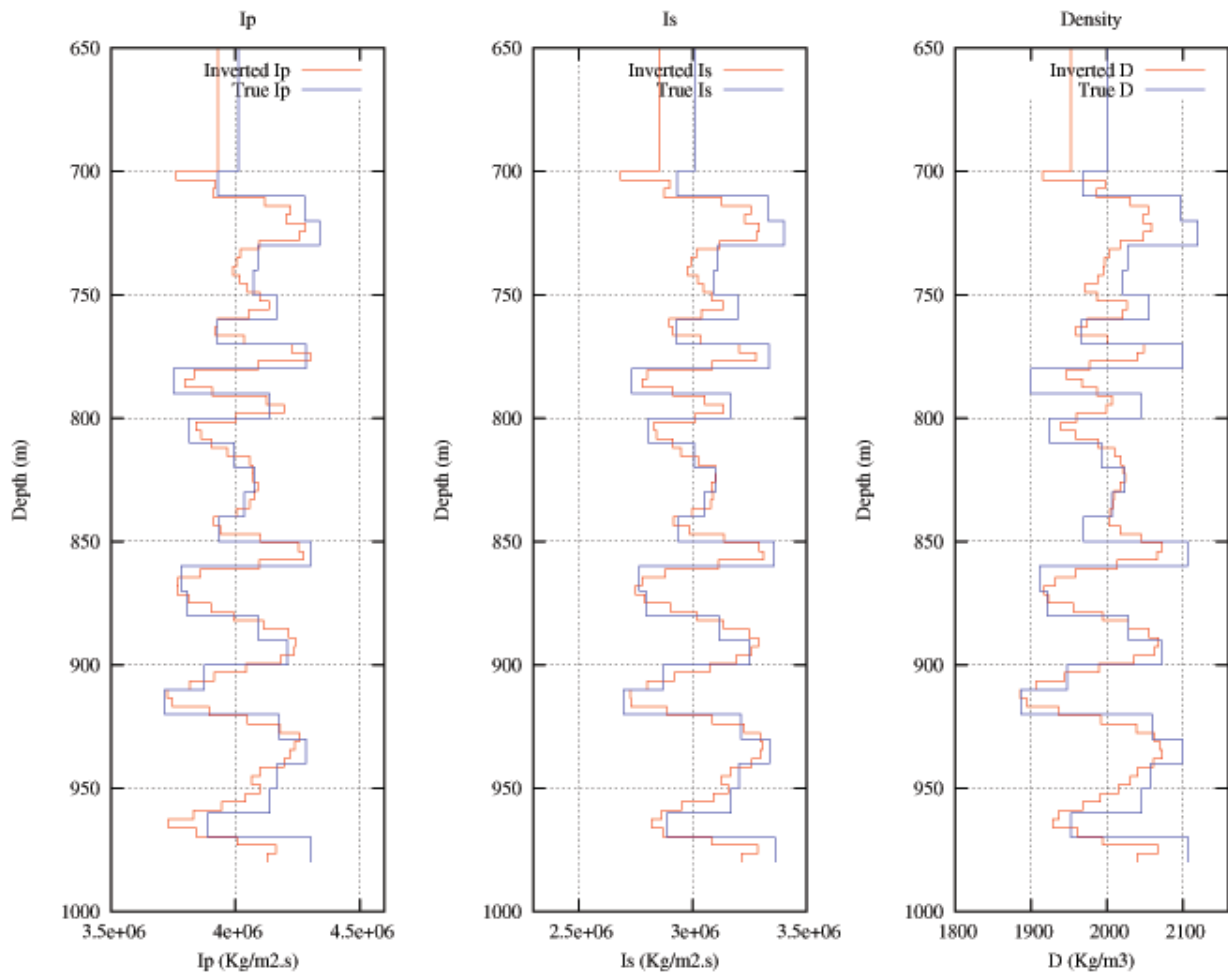 Ip
Is
Density
650
700
750
800
850
900
950
1000
Depth (m)
Inverted Ip
True Ip
3.5e+06
4e+06
4.5e+06
Ip (Kg/m2.s)
650
700
750
800
850
900
950
1000
Depth (m)
Inverted Is
True Is
2.5e+06
3e+06
3.5e+06
Is (Kg/m2.s)
650
700
750
800
850
900
950
1000
Depth (m)
Inverted D
True D
1800
1900
2000
2100
D (Kg/m3)